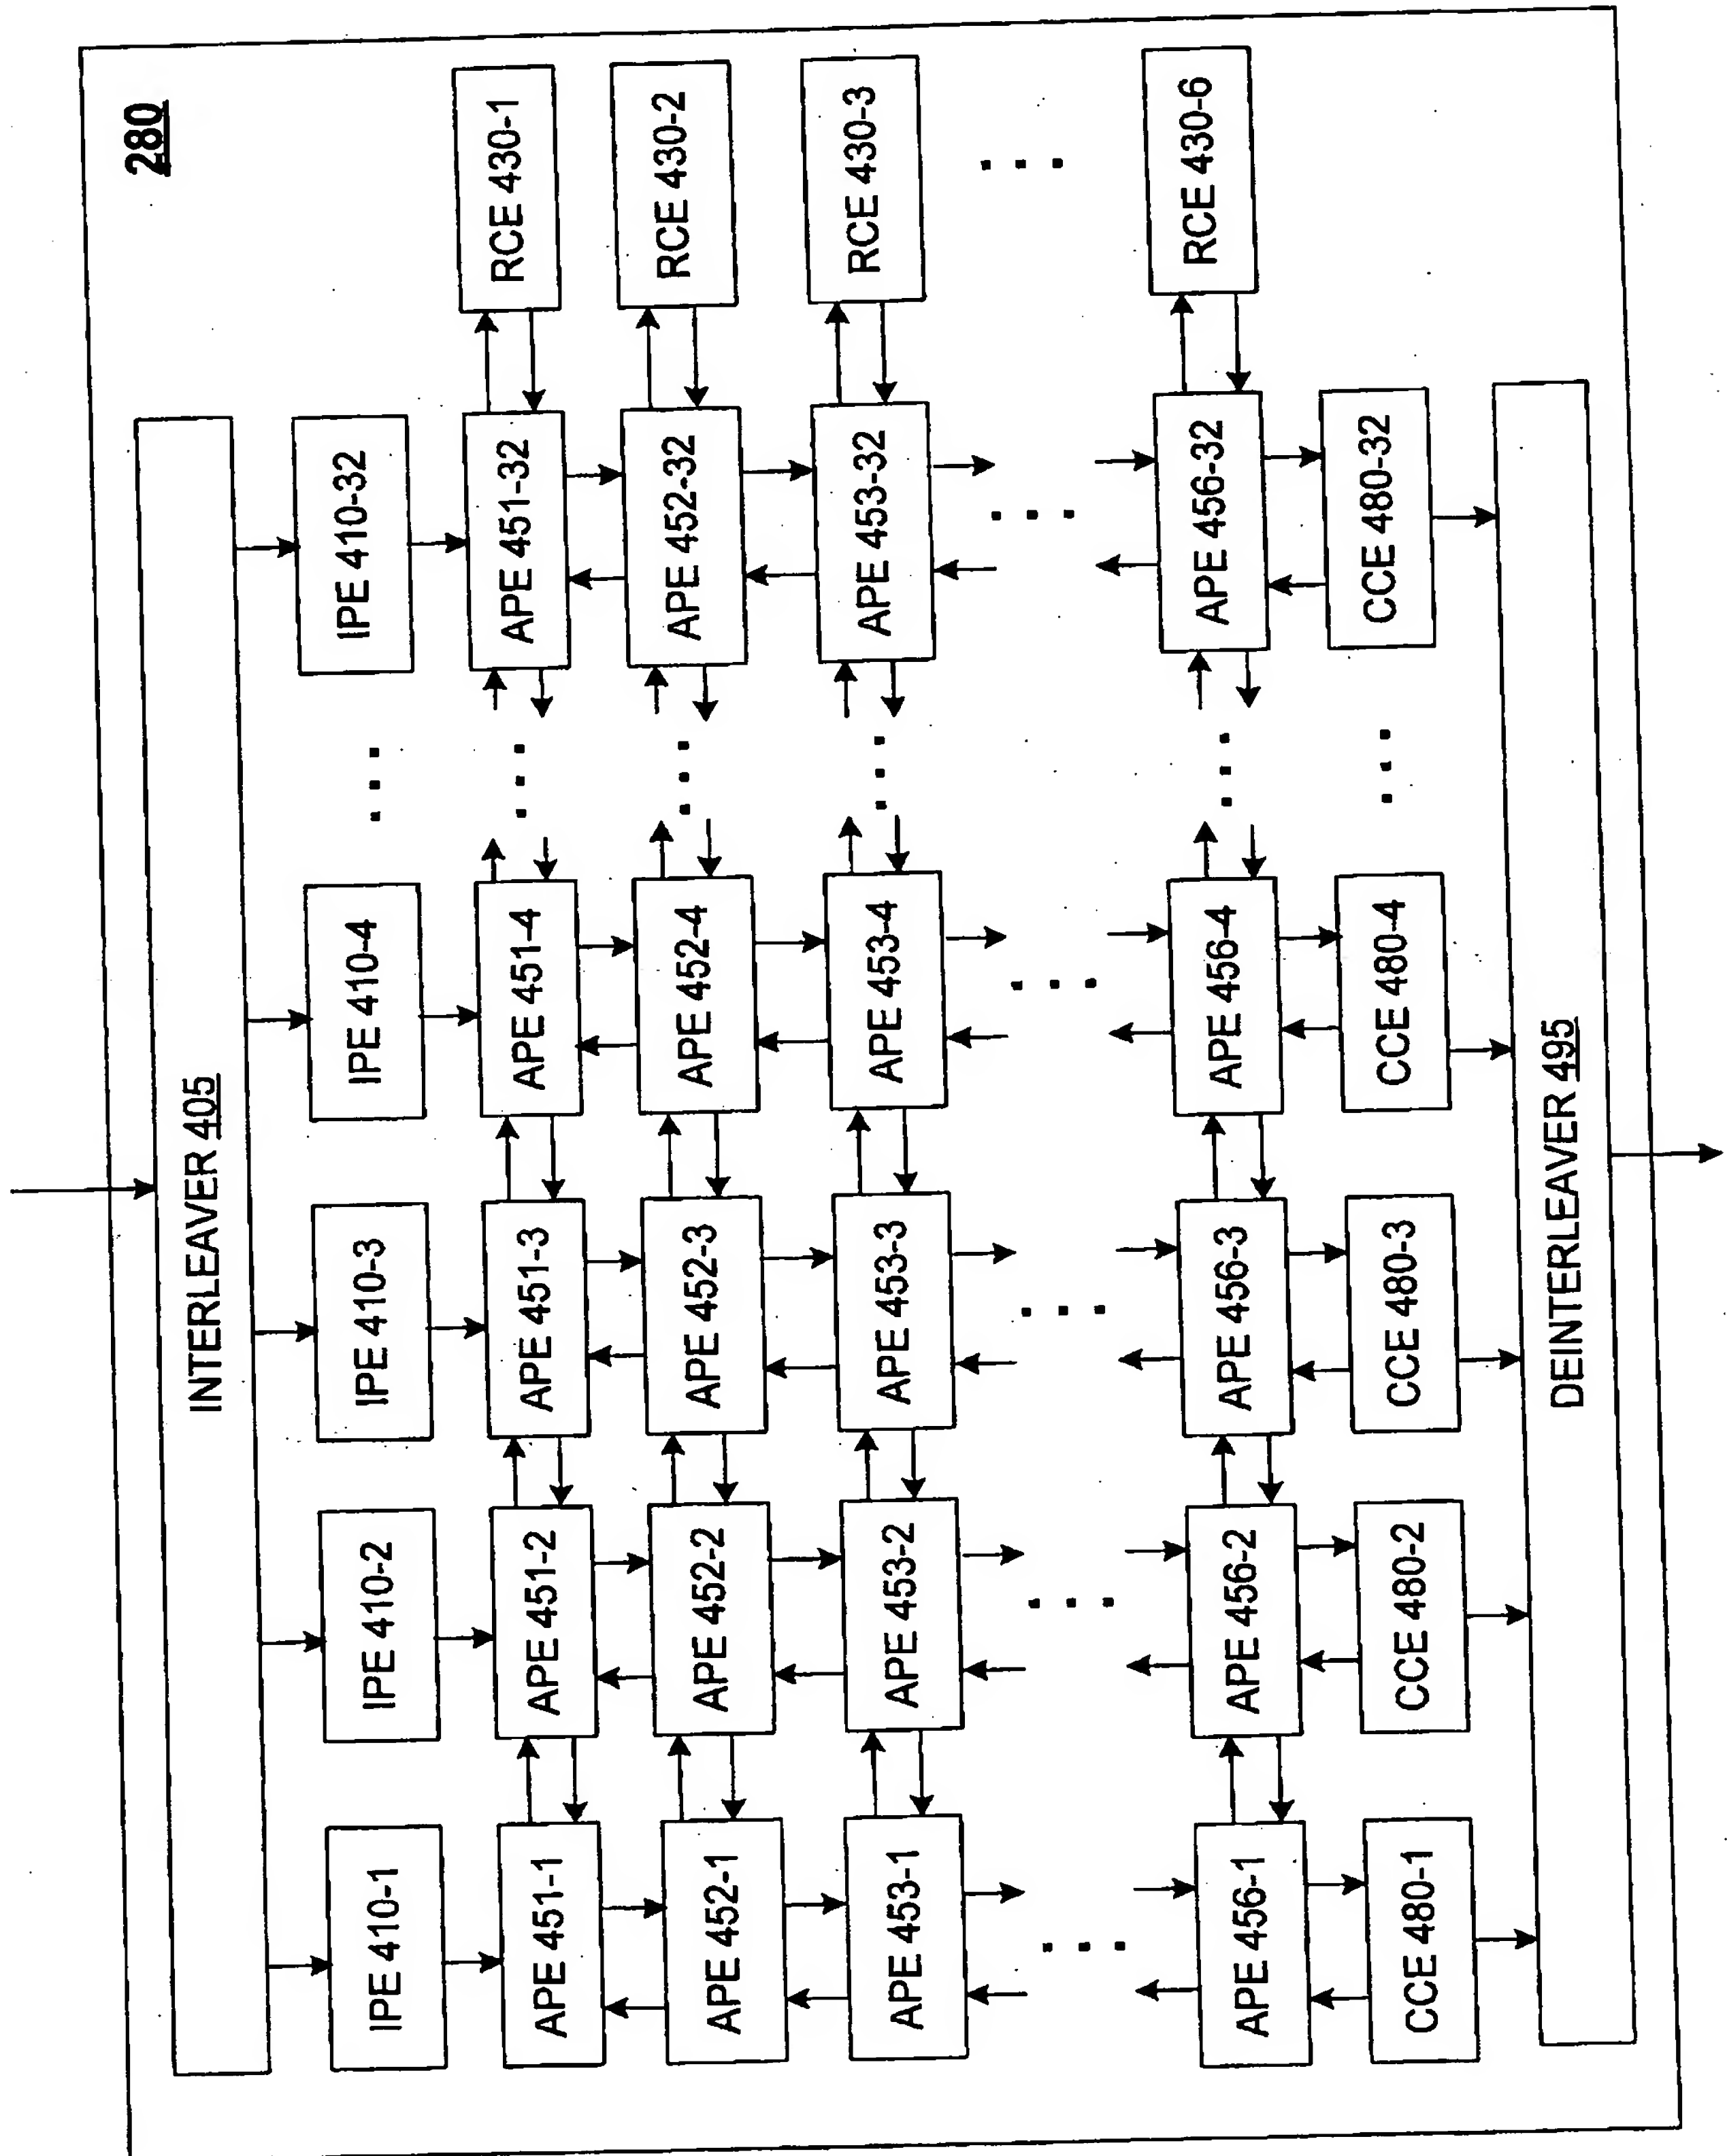 280
INTERLEAVER 405
IPE 410-1
IPE 410-2
IPE 410-3
IPE 410-4
IPE 410-32
APE 451-1
APE 451-2
APE 451-3
APE 451-4
APE 451-32
RCE 430-1
APE 452-1
APE 452-2
APE 452-3
APE 452-4
APE 452-32
RCE 430-2
APE 453-1
APE 453-2
APE 453-3
APE 453-4
APE 453-32
RCE 430-3
APE 456-1
APE 456-2
APE 456-3
APE 456-4
APE 456-32
RCE 430-6
CCE 480-1
CCE 480-2
CCE 480-3
CCE 480-4
CCE 480-32
DEINTERLEAVER 495